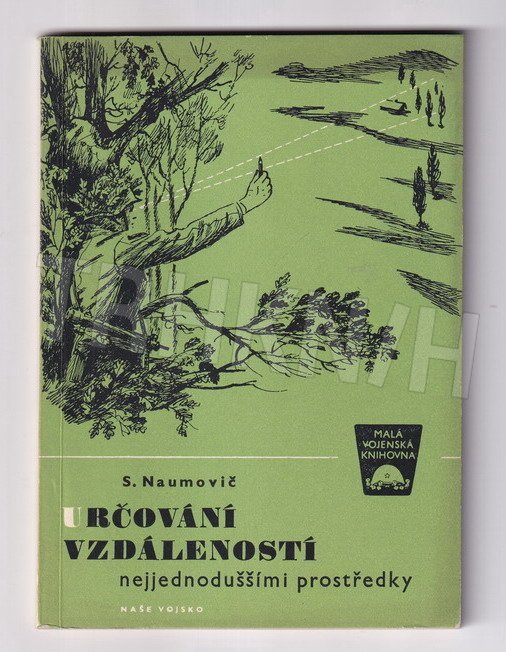 MALÁ
VOJENSKÁ
KNIHOVNA
S. Naumovič
URČOVÁNÍ
VZDÁLENOSTÍ
nejjednoduššími prostředky
NAŠE VOJSKO